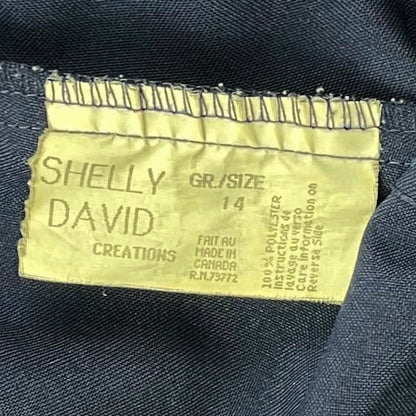 SHELLY
DAVID
CREATIONS
GR./SIZE
14
FAIT AU
MADE IN
CANADA
R.N.73772
100% POLYESTER
Instructions de
lavage au verso
Care Information on
Reverse Side